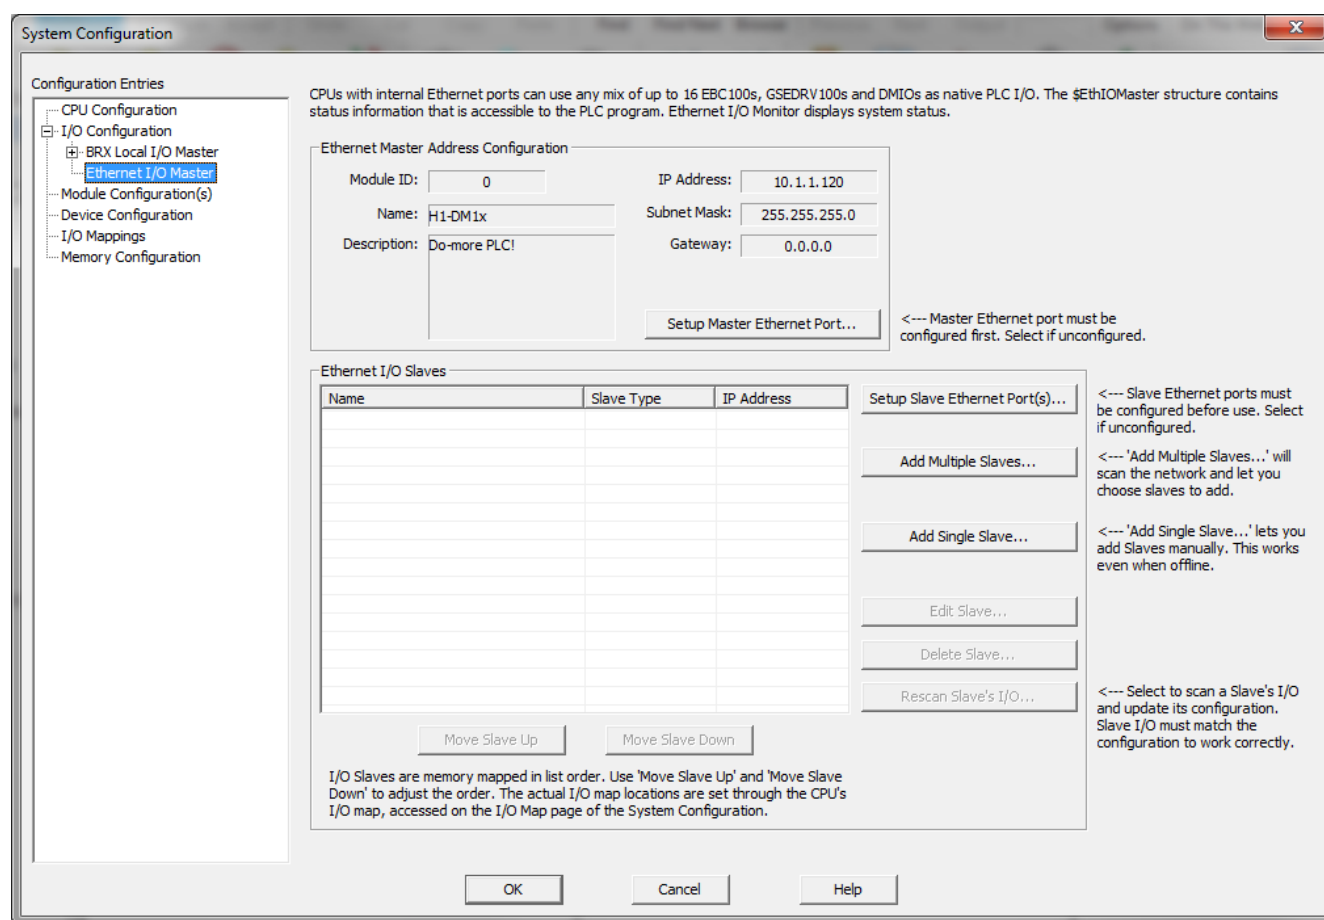 System Configuration
Configuration Entries
CPU Configuration
I/O Configuration
BRX Local I/O Master
Ethernet I/O Master
Module Configuration(s)
Device Configuration
I/O Mappings
Memory Configuration
CPUs with internal Ethernet ports can use any mix of up to 16 EBC100s, GSEDRV100s and DMIOs as native PLC I/O. The $EthIOMaster structure contains
status information that is accessible to the PLC program. Ethernet I/O Monitor displays system status.
Ethernet Master Address Configuration
Module ID: 0
Name: H1-DM1x
Description: Do-more PLC!
IP Address: 10.1.1.120
Subnet Mask: 255.255.255.0
Gateway: 0.0.0.0
Setup Master Ethernet Port...
<--- Master Ethernet port must be
configured first. Select if unconfigured.
Ethernet I/O Slaves
Name Slave Type IP Address
Setup Slave Ethernet Port(s)...
<--- Slave Ethernet ports must
be configured before use. Select
if unconfigured.
Add Multiple Slaves...
<--- 'Add Multiple Slaves...' will
scan the network and let you
choose slaves to add.
Add Single Slave...
<--- 'Add Single Slave...' lets you
add Slaves manually. This works
even when offline.
Edit Slave...
Delete Slave...
Rescan Slave's I/O...
<--- Select to scan a Slave's I/O
and update its configuration.
Slave I/O must match the
configuration to work correctly.
Move Slave Up
Move Slave Down
I/O Slaves are memory mapped in list order. Use 'Move Slave Up' and 'Move Slave
Down' to adjust the order. The actual I/O map locations are set through the CPU's
I/O map, accessed on the I/O Map page of the System Configuration.
OK
Cancel
Help